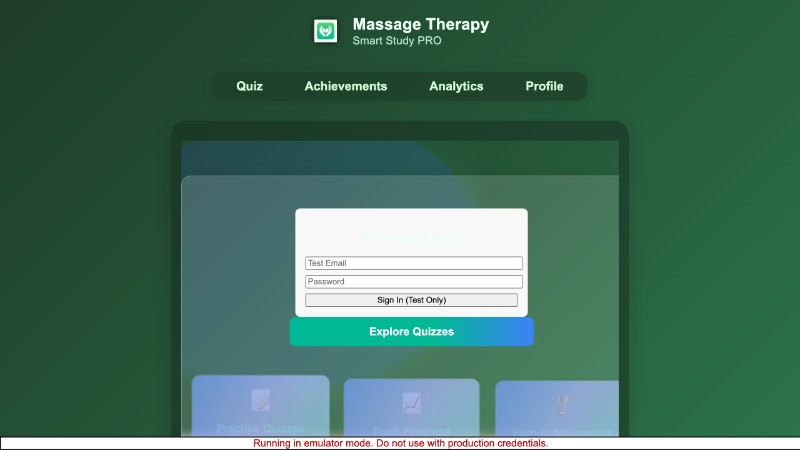 Massage Therapy
Smart Study PRO
Quiz Achievements Analytics Profile
Test Email
Password
Sign In (Test Only)
Explore Quizzes
Practice Quizzes Track Progress Earn Achievements
Running in emulator mode. Do not use with production credentials.